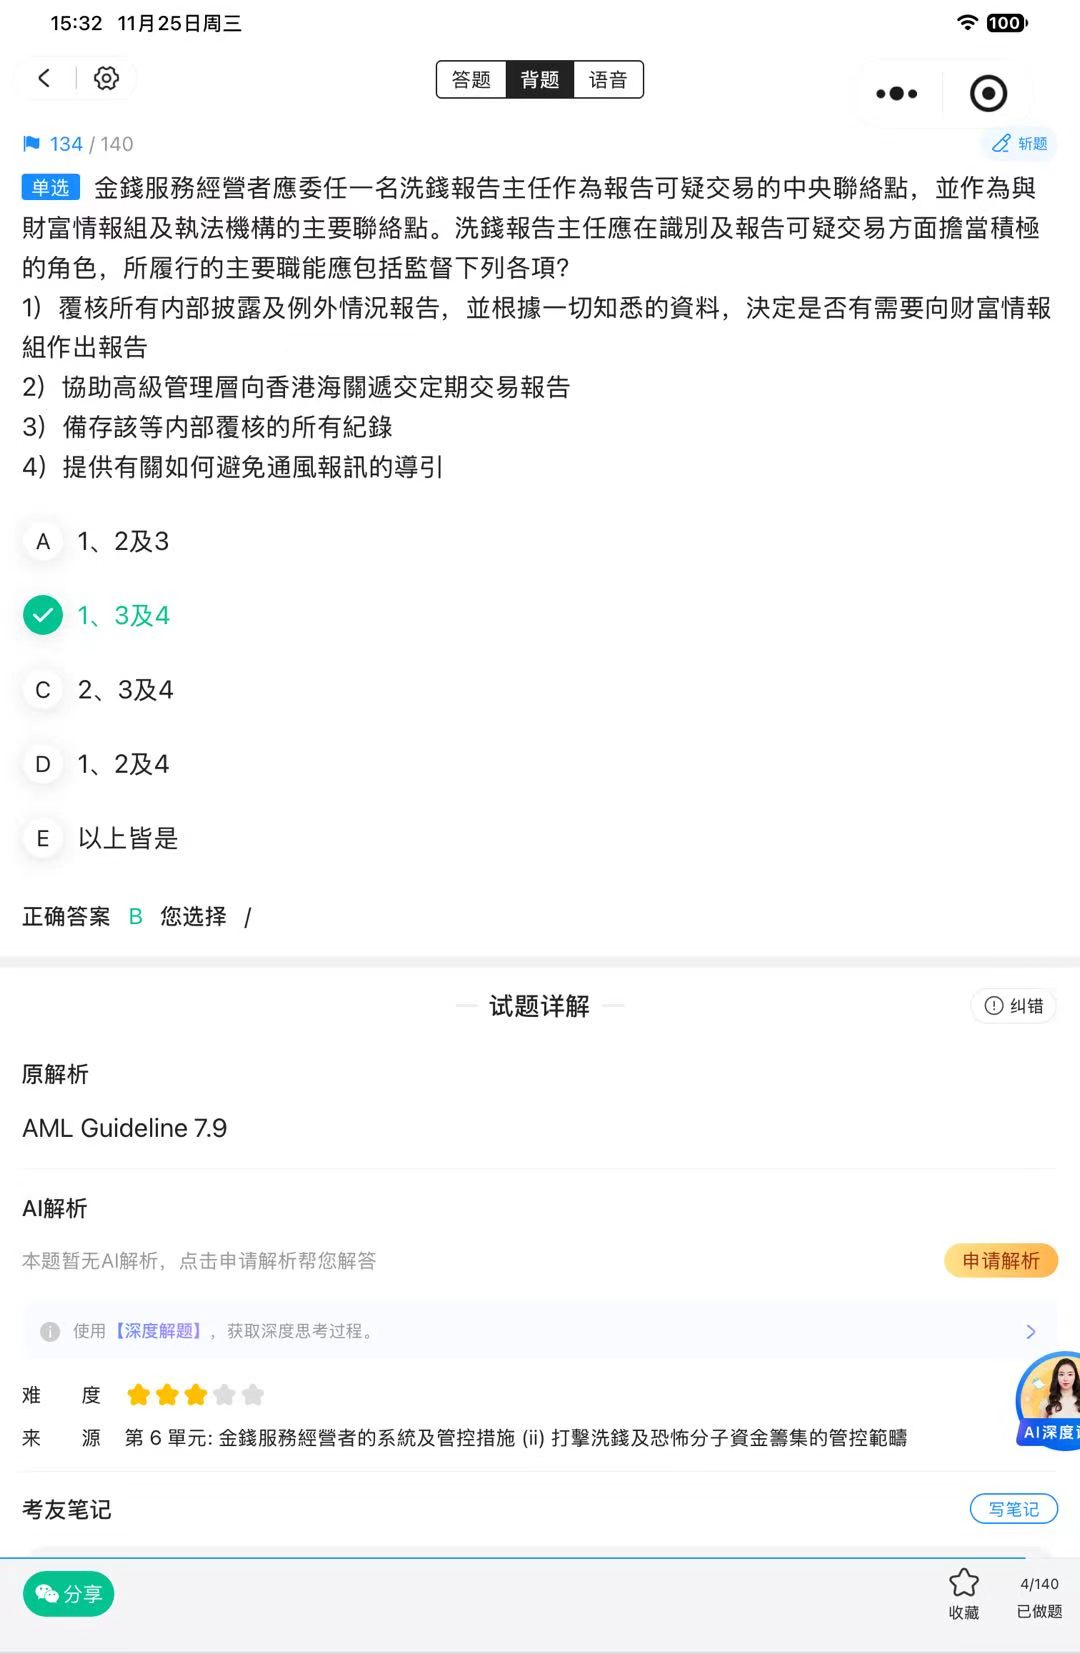 15:32 11月25日周三
100
答题 背题 语音
134 / 140
斩题
单选 金錢服務經營者應委任一名洗錢報告主任作為報告可疑交易的中央聯絡點，並作為與
財富情報組及執法機構的主要聯絡點。洗錢報告主任應在識別及報告可疑交易方面擔當積極
的角色，所履行的主要職能應包括監督下列各項?
1）覆核所有内部披露及例外情況報告，並根據一切知悉的資料，決定是否有需要向财富情報
組作出報告
2）協助高級管理層向香港海關遞交定期交易報告
3）備存該等内部覆核的所有紀錄
4）提供有關如何避免通風報訊的導引
A 1、2及3
1、3及4
C 2、3及4
D 1、2及4
E 以上皆是
正确答案 B 您选择 /
试题详解
纠错
原解析
AML Guideline 7.9
AI解析
本题暂无AI解析，点击申请解析帮您解答
申请解析
使用【深度解题】，获取深度思考过程。
难 度
AI深度
来 源 第 6 單元: 金錢服務經營者的系統及管控措施 (ii) 打擊洗錢及恐怖分子資金籌集的管控範疇
考友笔记
写笔记
分享
收藏
4/140
已做题